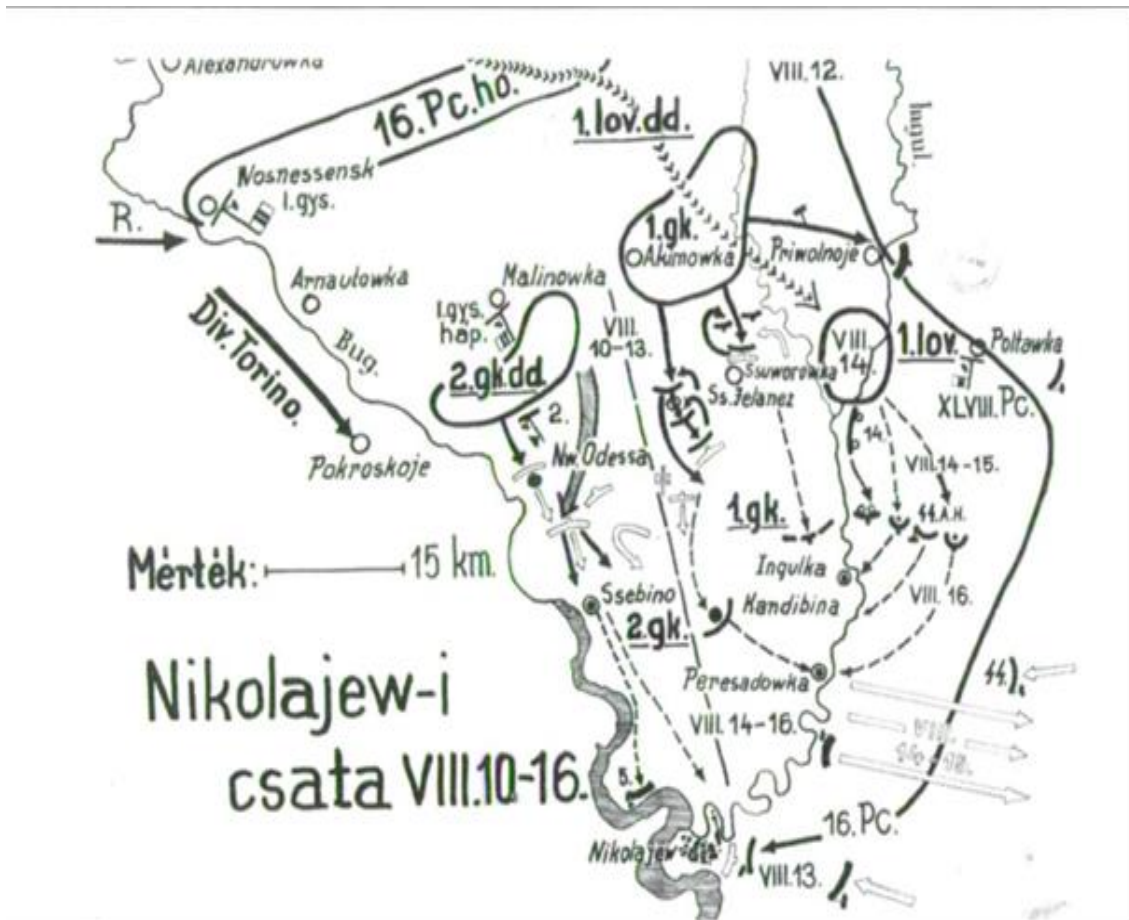 Alexandrowka
16.Pc.ho.
VIII.12.
1.lov.dd.
Ingul.
Nosnessensk
I.gys.
R.
1.gk.
Akimowka
Priwolnoje
Arnautowka
Malinowka
I.gys.
háp.
VIII.
10-13.
Div. Torino.
Bug.
2.gk.dd.
VIII.
14.
1.lov.
Poltawka
Ssuworowka
Ss.Jelanez
XLVIII.Pc.
2.
Pokroskoje
Nw.Odessa
14.
VIII.14-15.
1.gk.
44.A.H.
Mérték:
15 km.
Ingulka
Ssebino
Kandibina
VIII.16.
2.gk.
Peresadowka
44.
Nikolajew-i
csata VIII.10-16.
VIII.14-16.
5.
16.Pc.
Nikolajew
VIII.13.